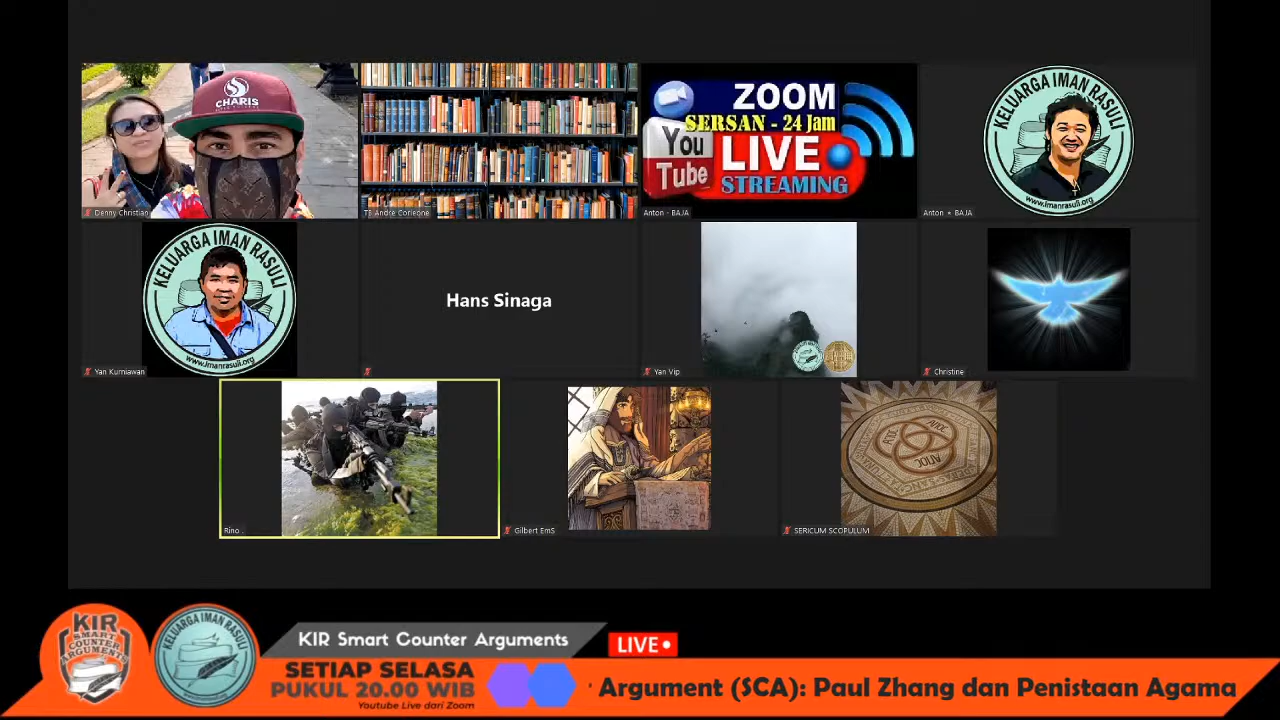 CHARIS
Denny Christian
TB Andre Corleone
ZOOM
SERSAN - 24 Jam
You
Tube
LIVE
STREAMING
Anton - BAJA
KELUARGA IMAN RASULI
www.imanrasuli.org
Anton + BAJA
KELUARGA IMAN RASULI
www.imanrasuli.org
Yan Kurniawan
Hans Sinaga
Yan Vip
Christine
Rino .
Gilbert EmS
SERICUM SCOPULUM
KIR
SMART
COUNTER
ARGUMENTS
KELUARGA IMAN RASULI
KIR Smart Counter Arguments
LIVE
SETIAP SELASA
PUKUL 20.00 WIB
Youtube Live dari Zoom
Argument (SCA): Paul Zhang dan Penistaan Agama